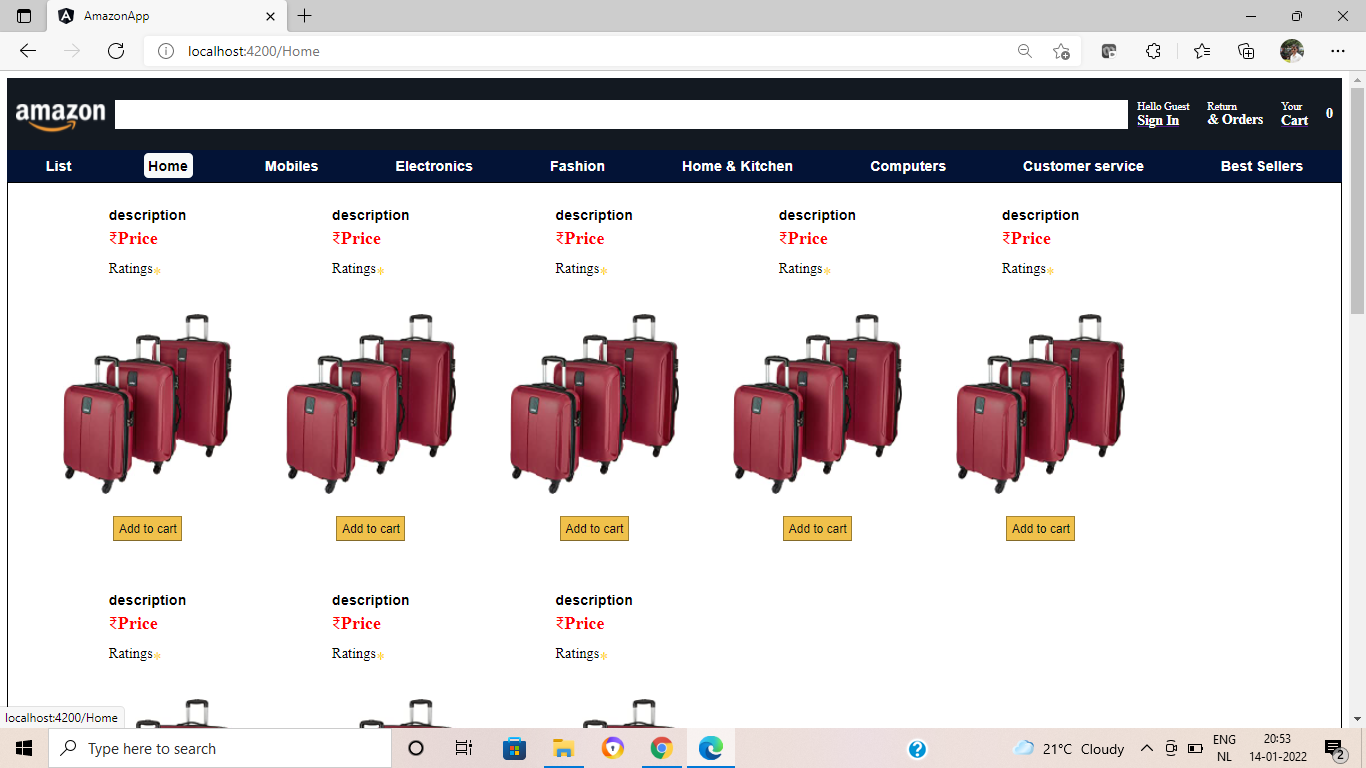 AmazonApp
localhost:4200/Home
amazon
Hello Guest Return Your
Sign In & Orders Cart 0
List Home Mobiles Electronics Fashion Home & Kitchen Computers Customer service Best Sellers
description description description description description
₹Price ₹Price ₹Price ₹Price ₹Price
Ratings* Ratings* Ratings* Ratings* Ratings*
Add to cart Add to cart Add to cart Add to cart Add to cart
description description description
₹Price ₹Price ₹Price
Ratings* Ratings* Ratings*
localhost:4200/Home
Type here to search
21°C Cloudy
ENG
NL
20:53
14-01-2022
2